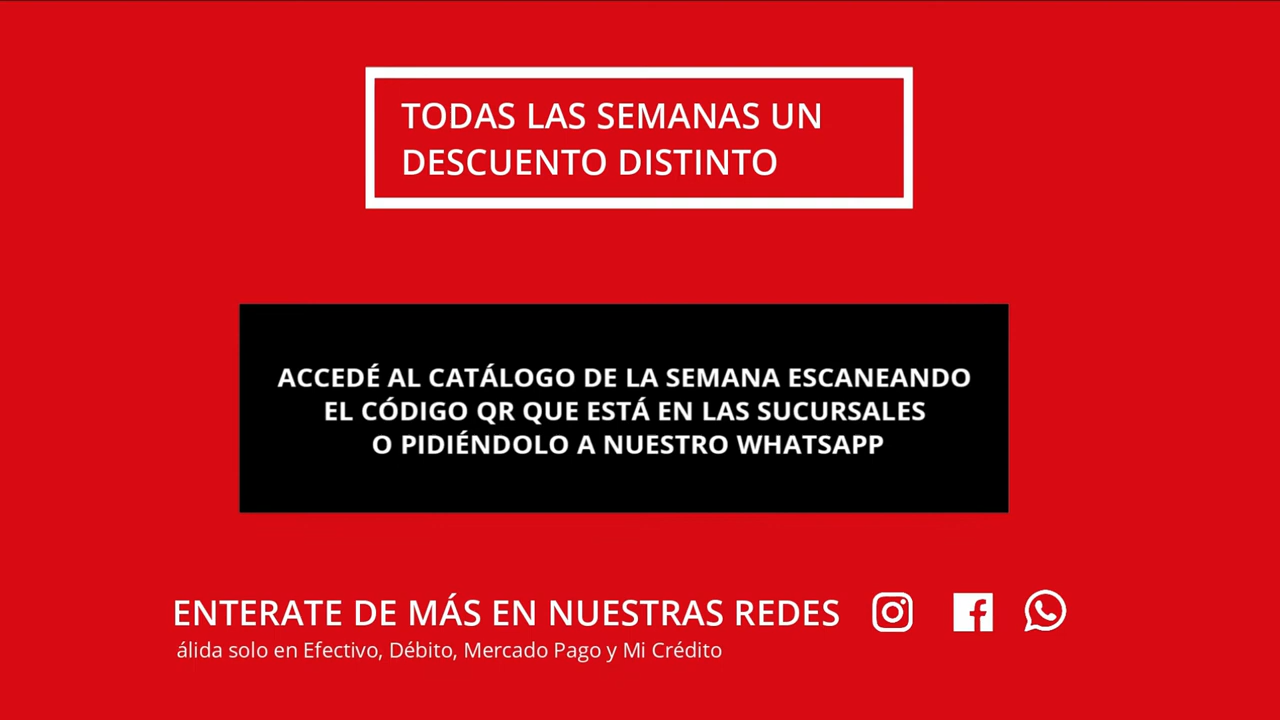 TODAS LAS SEMANAS UN
DESCUENTO DISTINTO
ACCEDÉ AL CATÁLOGO DE LA SEMANA ESCANEANDO
EL CÓDIGO QR QUE ESTÁ EN LAS SUCURSALES
O PIDIÉNDOLO A NUESTRO WHATSAPP
ENTERATE DE MÁS EN NUESTRAS REDES
álida solo en Efectivo, Débito, Mercado Pago y Mi Crédito